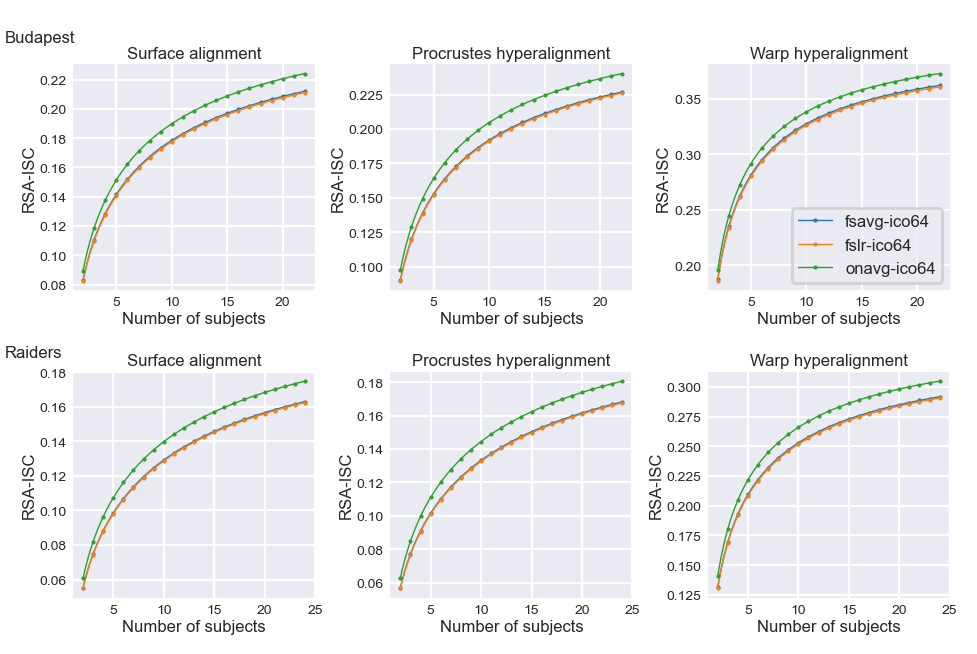 Budapest
Surface alignment
Procrustes hyperalignment
Warp hyperalignment
RSA-ISC
0.22
0.20
0.18
0.16
0.14
0.12
0.10
0.08
5
10
15
20
Number of subjects
RSA-ISC
0.225
0.200
0.175
0.150
0.125
0.100
5
10
15
20
Number of subjects
RSA-ISC
0.35
0.30
0.25
0.20
fsavg-ico64
fslr-ico64
onavg-ico64
5
10
15
20
Number of subjects
Raiders
Surface alignment
Procrustes hyperalignment
Warp hyperalignment
RSA-ISC
0.18
0.16
0.14
0.12
0.10
0.08
0.06
5
10
15
20
25
Number of subjects
RSA-ISC
0.18
0.16
0.14
0.12
0.10
0.08
0.06
5
10
15
20
25
Number of subjects
RSA-ISC
0.300
0.275
0.250
0.225
0.200
0.175
0.150
0.125
5
10
15
20
25
Number of subjects